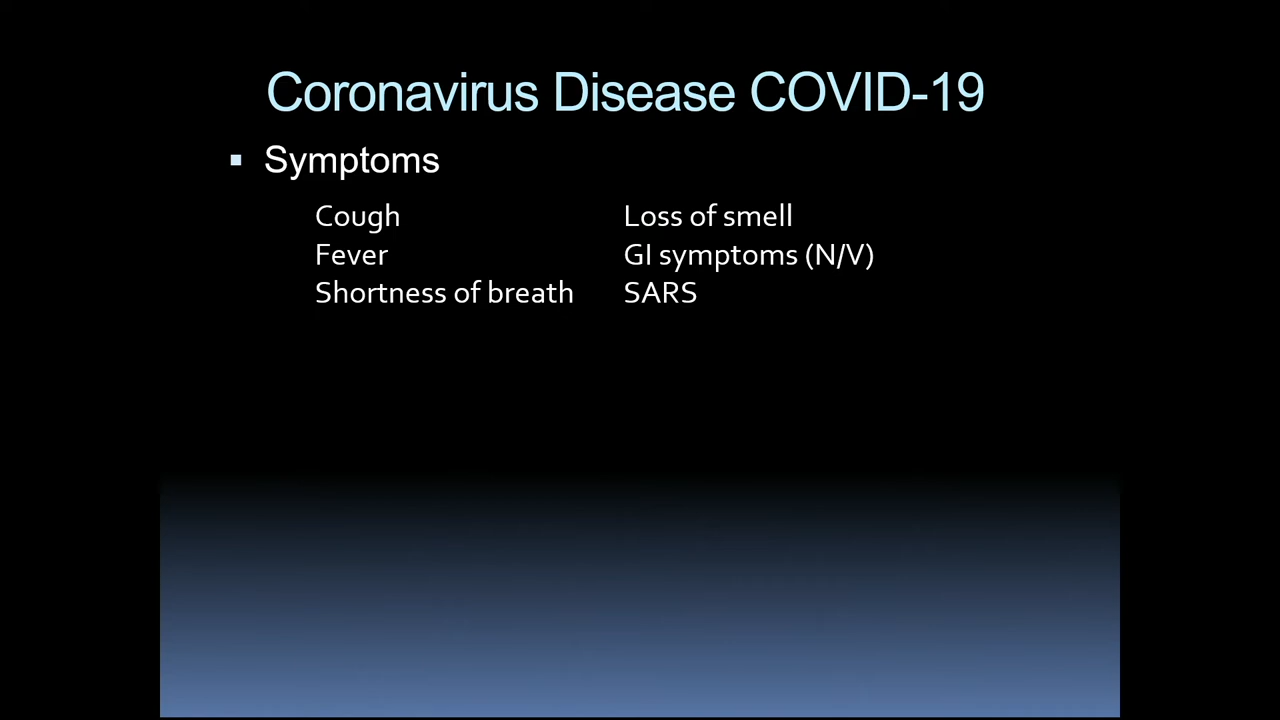 Coronavirus Disease COVID-19
▪ Symptoms
Cough Loss of smell
Fever GI symptoms (N/V)
Shortness of breath SARS